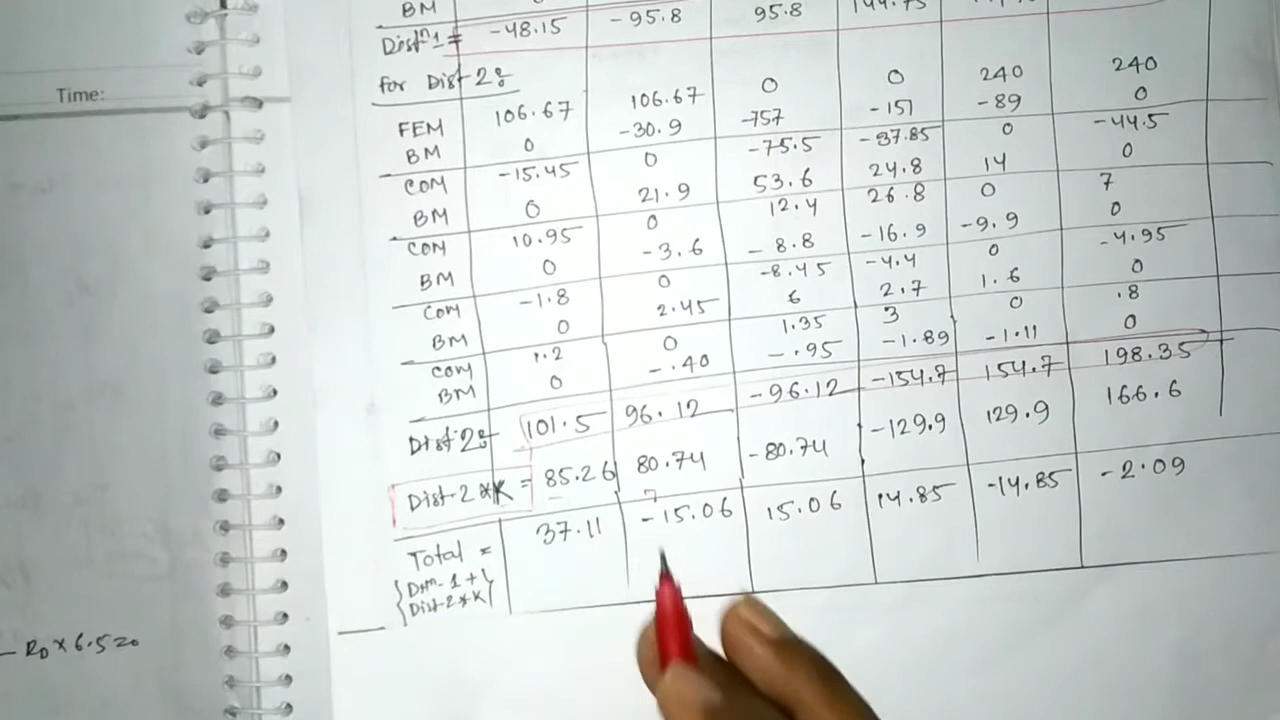 BM
Distⁿ1 = -48.15 -95.8 95.8
for Dist 2:
FEM 106.67 106.67 0 0 240 240
BM 0 -30.9 -757 -151 -89 0
COM -15.45 0 -75.5 -37.85 0 -44.5
BM 0 21.9 53.6 24.8 14 0
COM 10.95 0 12.4 26.8 0 7
BM 0 -3.6 -8.8 -16.9 -9.9 0
COM -1.8 0 -8.45 -4.4 0 -4.95
BM 0 2.45 6 2.7 1.6 0
COM 1.2 0 1.35 3 0 .8
BM 0 -.40 -.95 -1.89 -1.11 0
Dist 2: 101.5 96.12 -96.12 -154.7 154.7 198.35
Dist-2*K = 85.26 80.74 -80.74 -129.9 129.9 166.6
Total = 37.11 -15.06 15.06 14.85 -14.85 -2.09
{Dstn-1 +
Dist-2*K}
Time:
- R_D × 6.520